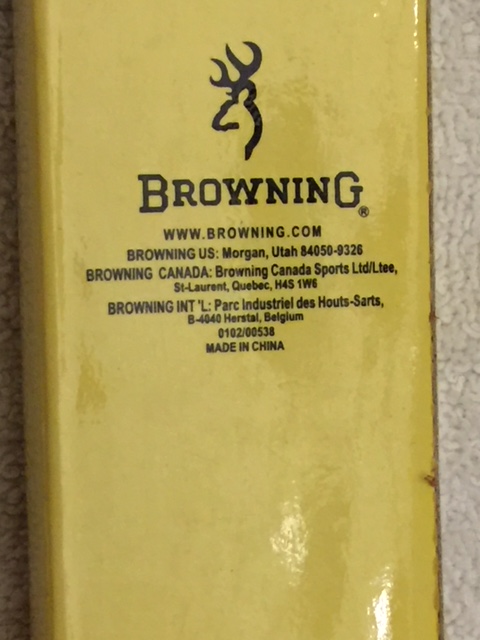 BROWNING®
WWW.BROWNING.COM
BROWNING US: Morgan, Utah 84050-9326
BROWNING CANADA: Browning Canada Sports Ltd/Ltee,
St-Laurent, Quebec, H4S 1W6
BROWNING INT'L: Parc Industriel des Houts-Sarts,
B-4040 Herstal, Belgium
0102/00538
MADE IN CHINA